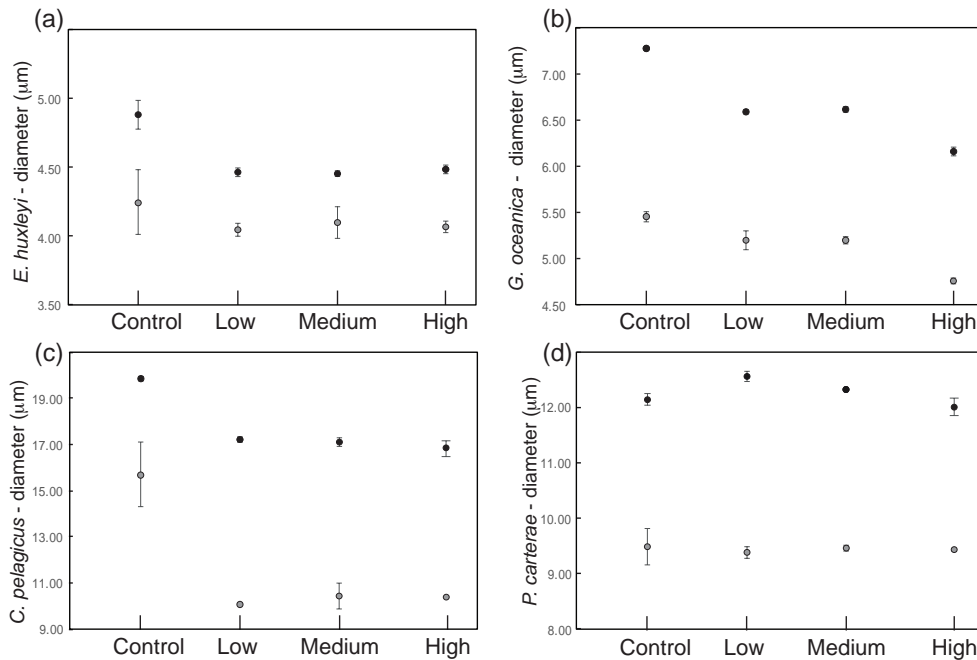 (a)
E. huxleyi - diameter (μm)
5.00
4.50
4.00
3.50
Control Low Medium High
(b)
G. oceanica - diameter (μm)
7.00
6.50
6.00
5.50
5.00
4.50
Control Low Medium High
(c)
C. pelagicus - diameter (μm)
19.00
17.00
15.00
13.00
11.00
9.00
Control Low Medium High
(d)
P. carterae - diameter (μm)
12.00
11.00
10.00
9.00
8.00
Control Low Medium High